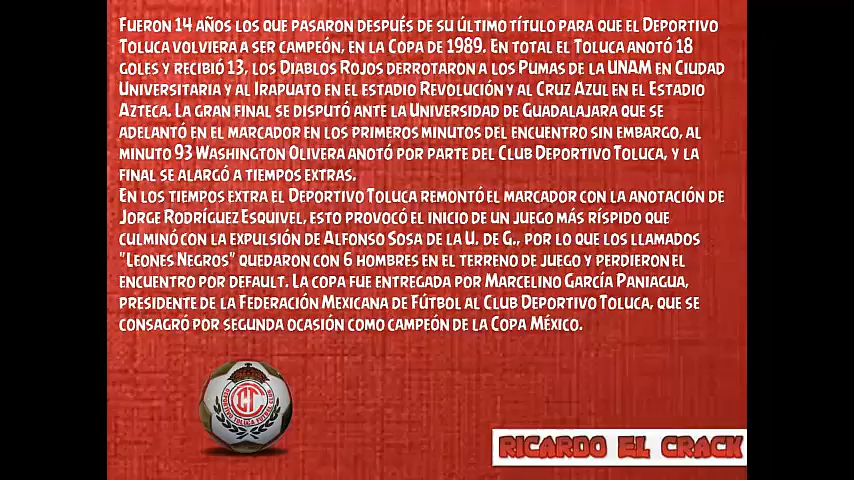 Fueron 14 años los que pasaron después de su último título para que el Deportivo
Toluca volviera a ser campeón, en la Copa de 1989. En total el Toluca anotó 18
goles y recibió 13, los Diablos Rojos derrotaron a los Pumas de la UNAM en Ciudad
Universitaria y al Irapuato en el estadio Revolución y al Cruz Azul en el Estadio
Azteca. La gran final se disputó ante la Universidad de Guadalajara que se
adelantó en el marcador en los primeros minutos del encuentro sin embargo, al
minuto 93 Washington Olivera anotó por parte del Club Deportivo Toluca, y la
final se alargó a tiempos extras.
En los tiempos extra el Deportivo Toluca remontó el marcador con la anotación de
Jorge Rodríguez Esquivel, esto provocó el inicio de un juego más ríspido que
culminó con la expulsión de Alfonso Sosa de la U. de G., por lo que los llamados
"Leones Negros" quedaron con 6 hombres en el terreno de juego y perdieron el
encuentro por default. La copa fue entregada por Marcelino García Paniagua,
presidente de la Federación Mexicana de Fútbol al Club Deportivo Toluca, que se
consagró por segunda ocasión como campeón de la Copa México.
DEPORTIVO TOLUCA FUTBOL CLUB
RICARDO EL CRACK